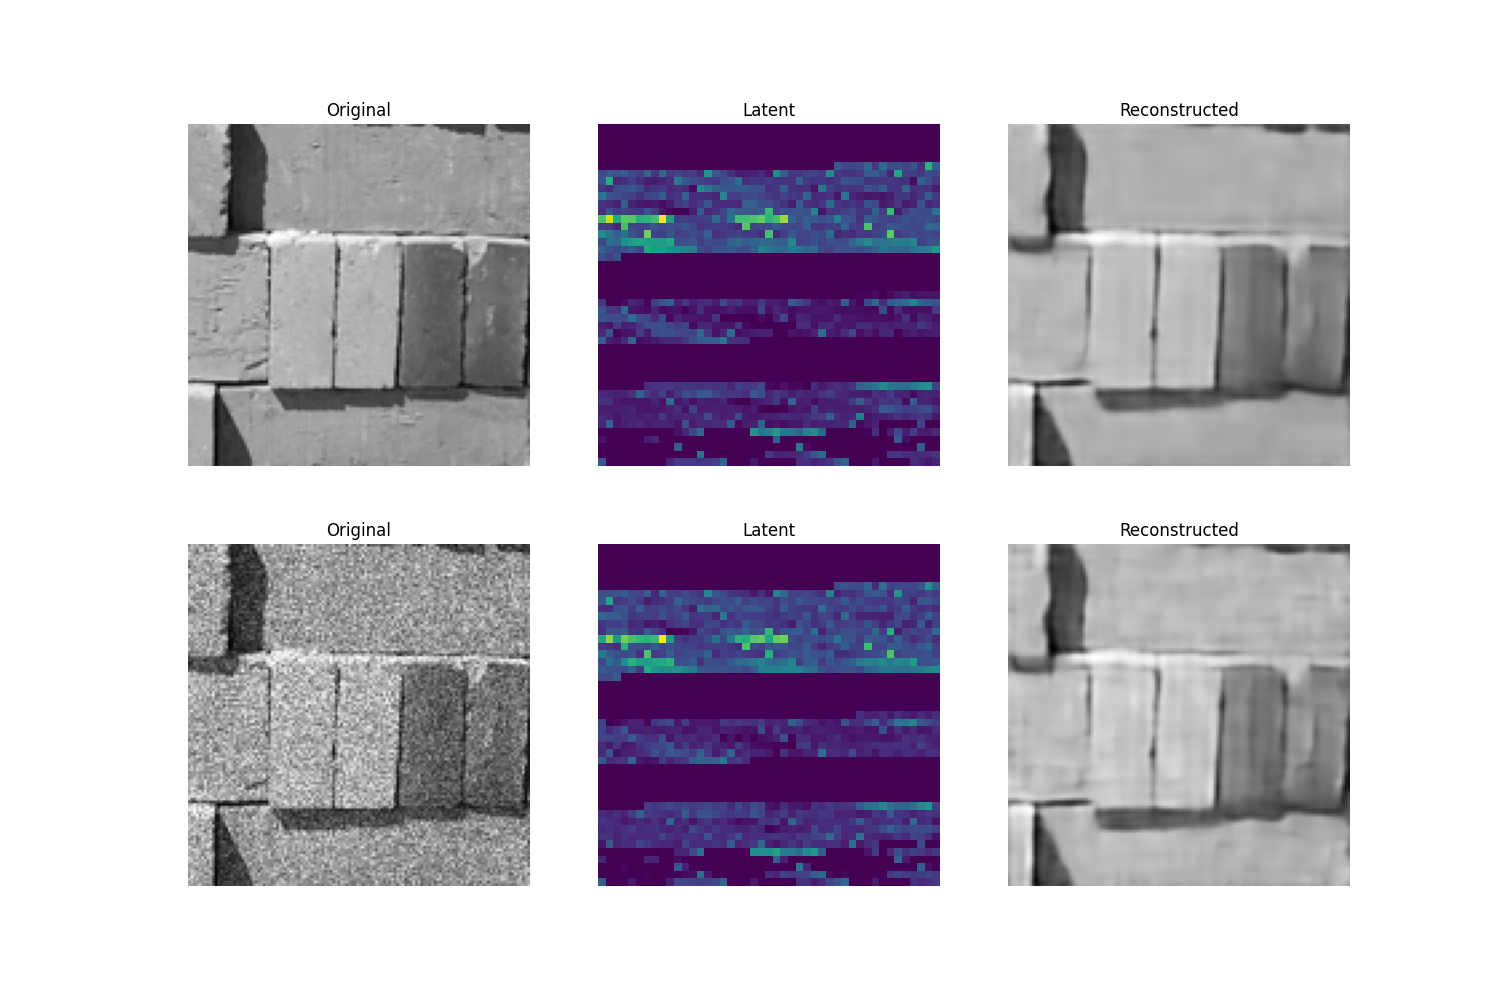 Original
Latent
Reconstructed
Original
Latent
Reconstructed